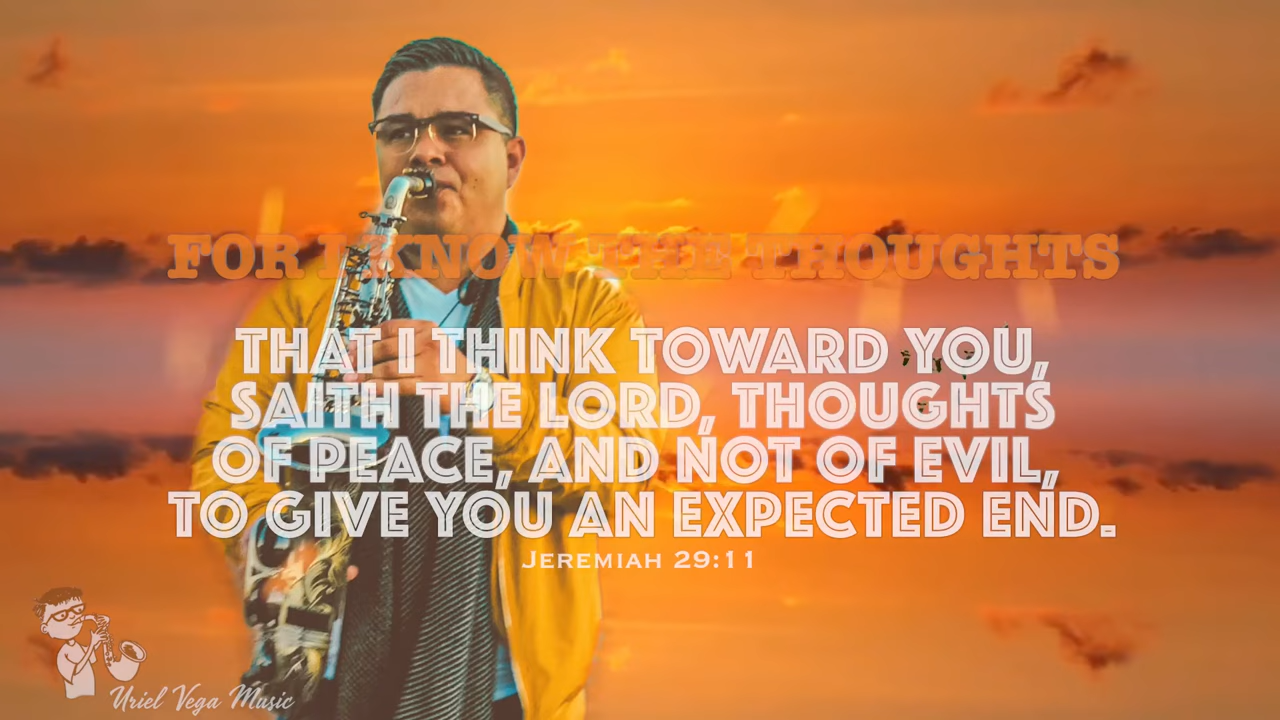 FOR I KNOW THE THOUGHTS
THAT I THINK TOWARD YOU,
SAITH THE LORD, THOUGHTS
OF PEACE, AND NOT OF EVIL,
TO GIVE YOU AN EXPECTED END.
JEREMIAH 29:11
Uriel Vega Music